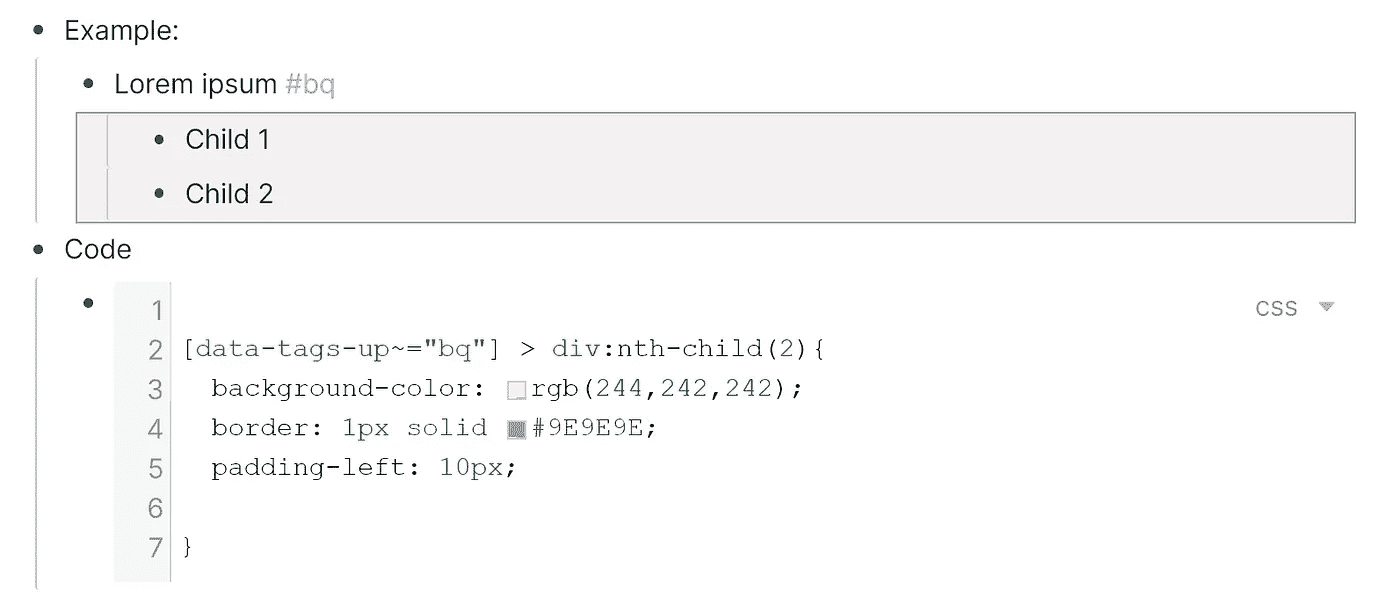 Example:
Lorem ipsum #bq
Child 1
Child 2
Code
1
CSS
2 [data-tags-up~="bq"] > div:nth-child(2){
3 background-color: rgb(244,242,242);
4 border: 1px solid #9E9E9E;
5 padding-left: 10px;
6
7 }